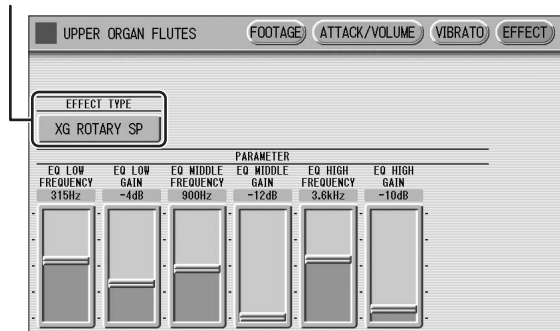 UPPER ORGAN FLUTES FOOTAGE ATTACK/VOLUME VIBRATO EFFECT
EFFECT TYPE
XG ROTARY SP
PARAMETER
EQ LOW FREQUENCY EQ LOW GAIN EQ MIDDLE FREQUENCY EQ MIDDLE GAIN EQ HIGH FREQUENCY EQ HIGH GAIN
315Hz -4dB 900Hz -12dB 3.6kHz -10dB